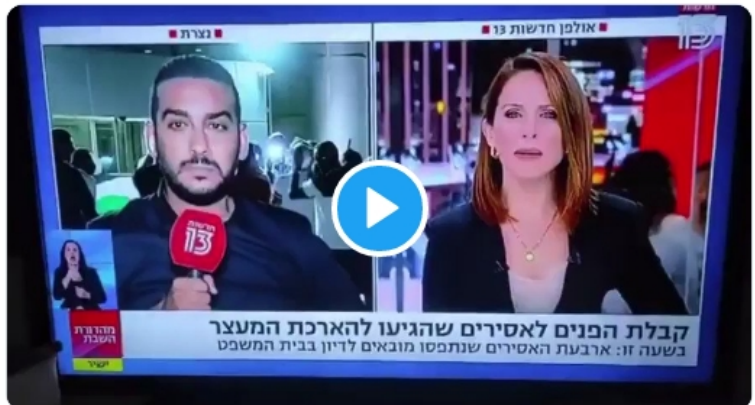 חדשות
13
■ אולפן חדשות 13 ■
■ נצרת ■
חדשות
13
קבלת הפנים לאסירים שהגיעו להארכת המעצר
בשעה זו: ארבעת האסירים שנתפסו מובאים לדיון בבית המשפט
מהדורת
השבת
ישיר